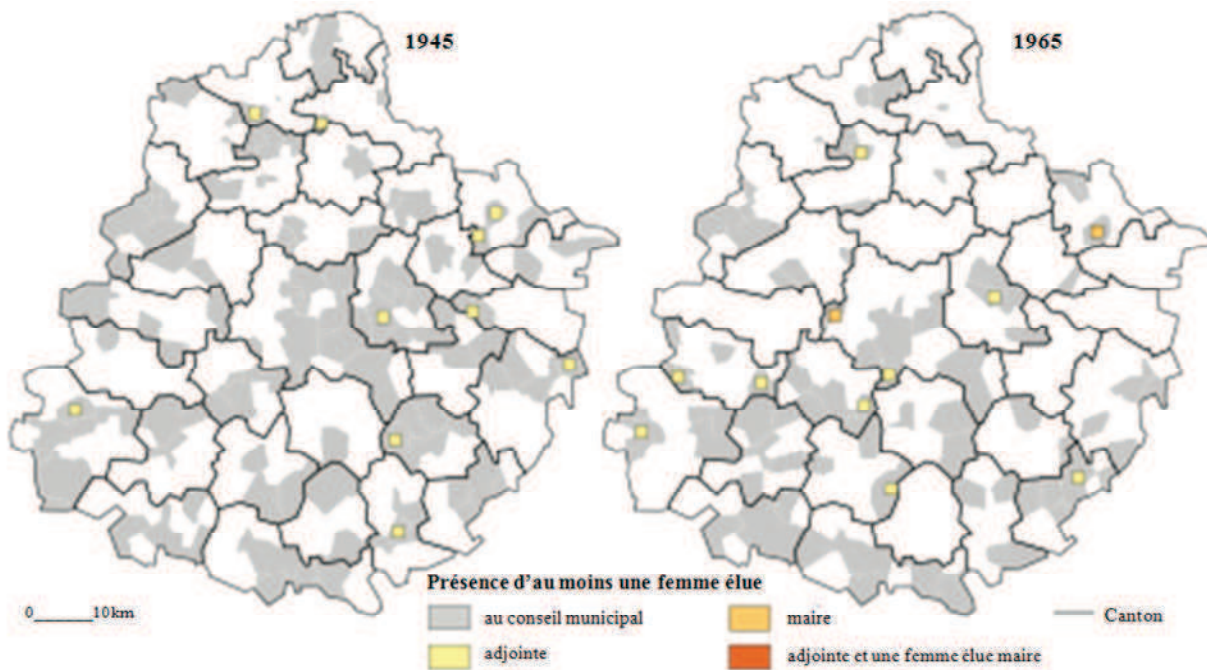 1945
1965
Présence d'au moins une femme élue
0 10km
au conseil municipal
maire
Canton
adjointe
adjointe et une femme élue maire